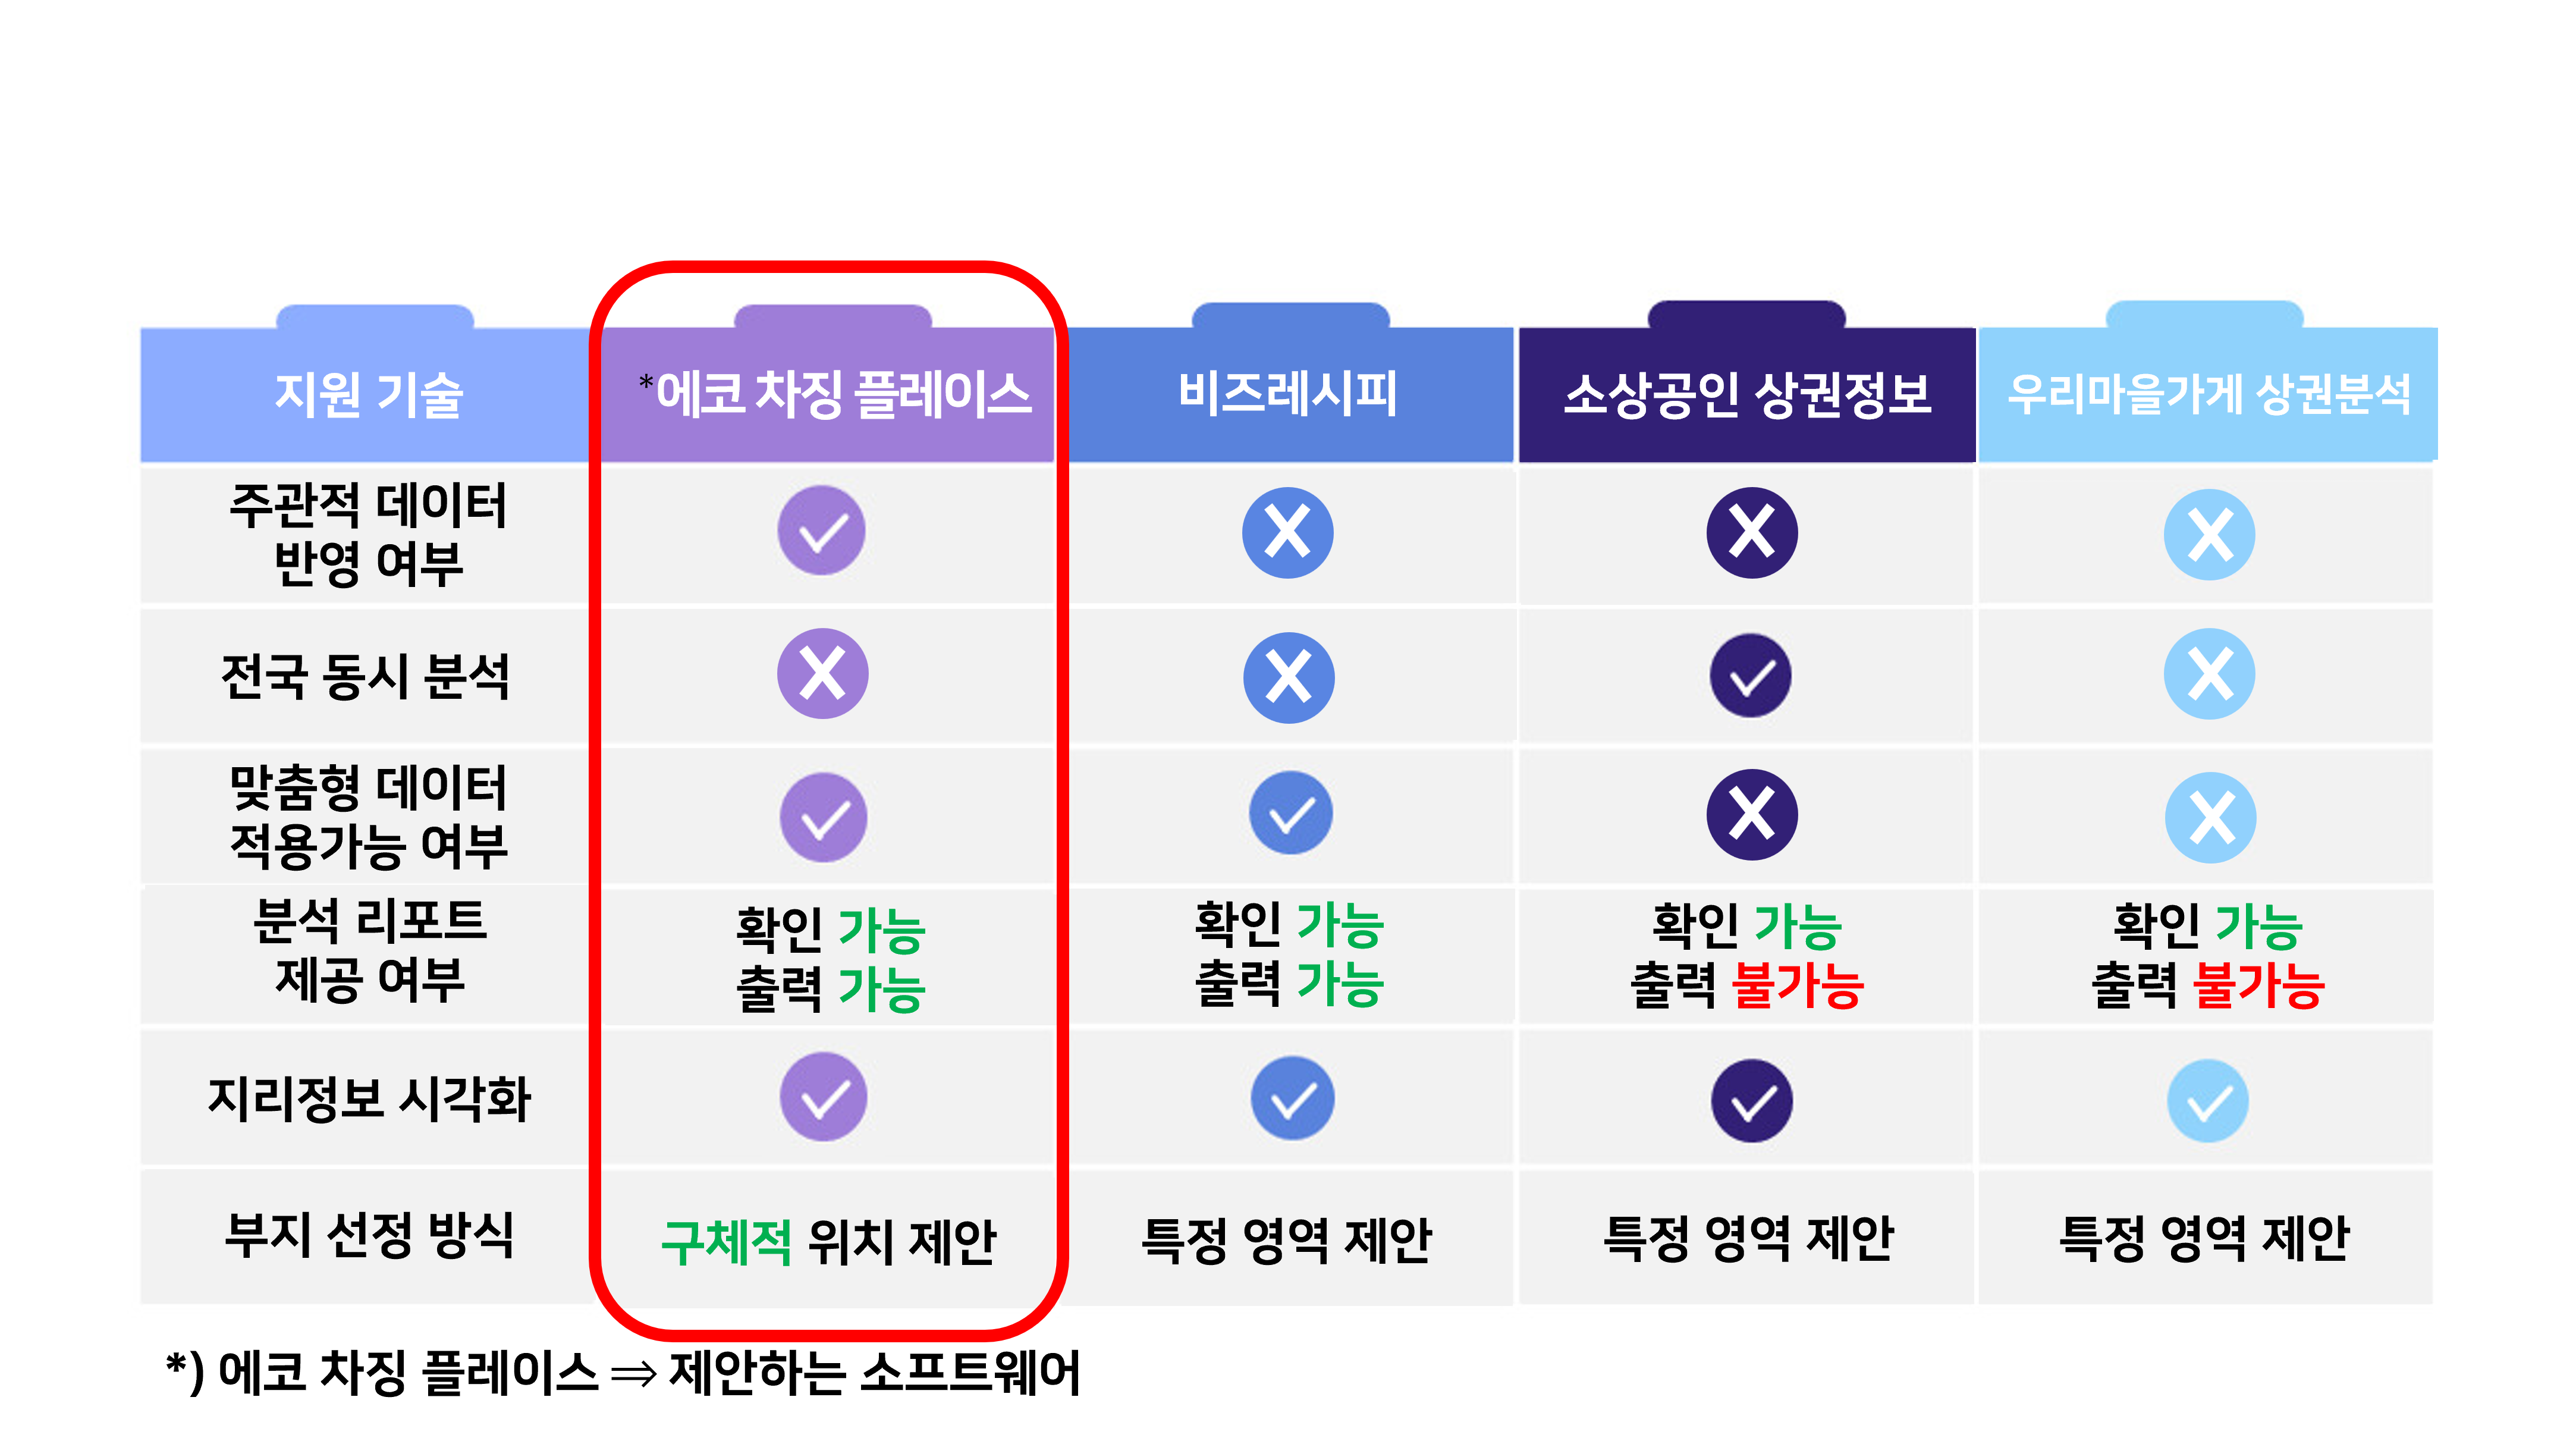 지원 기술
*에코 차징 플레이스
비즈레시피
소상공인 상권정보
우리마을가게 상권분석
주관적 데이터
반영 여부
전국 동시 분석
맞춤형 데이터
적용가능 여부
분석 리포트
제공 여부
확인 가능
출력 가능
확인 가능
출력 가능
확인 가능
출력 불가능
확인 가능
출력 불가능
지리정보 시각화
부지 선정 방식
구체적 위치 제안
특정 영역 제안
특정 영역 제안
특정 영역 제안
*) 에코 차징 플레이스 ⇒ 제안하는 소프트웨어